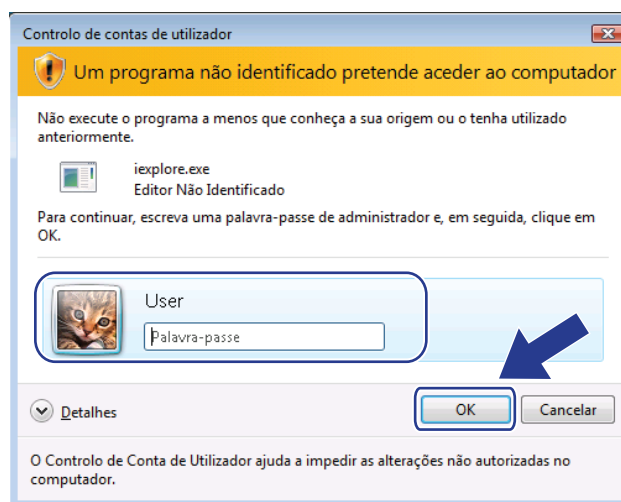 Controlo de contas de utilizador
Um programa não identificado pretende aceder ao computador
Não execute o programa a menos que conheça a sua origem ou o tenha utilizado
anteriormente.
iexplore.exe
Editor Não Identificado
Para continuar, escreva uma palavra-passe de administrador e, em seguida, clique em
OK.
User
Palavra-passe
OK
Cancelar
Detalhes
O Controlo de Conta de Utilizador ajuda a impedir as alterações não autorizadas no
computador.